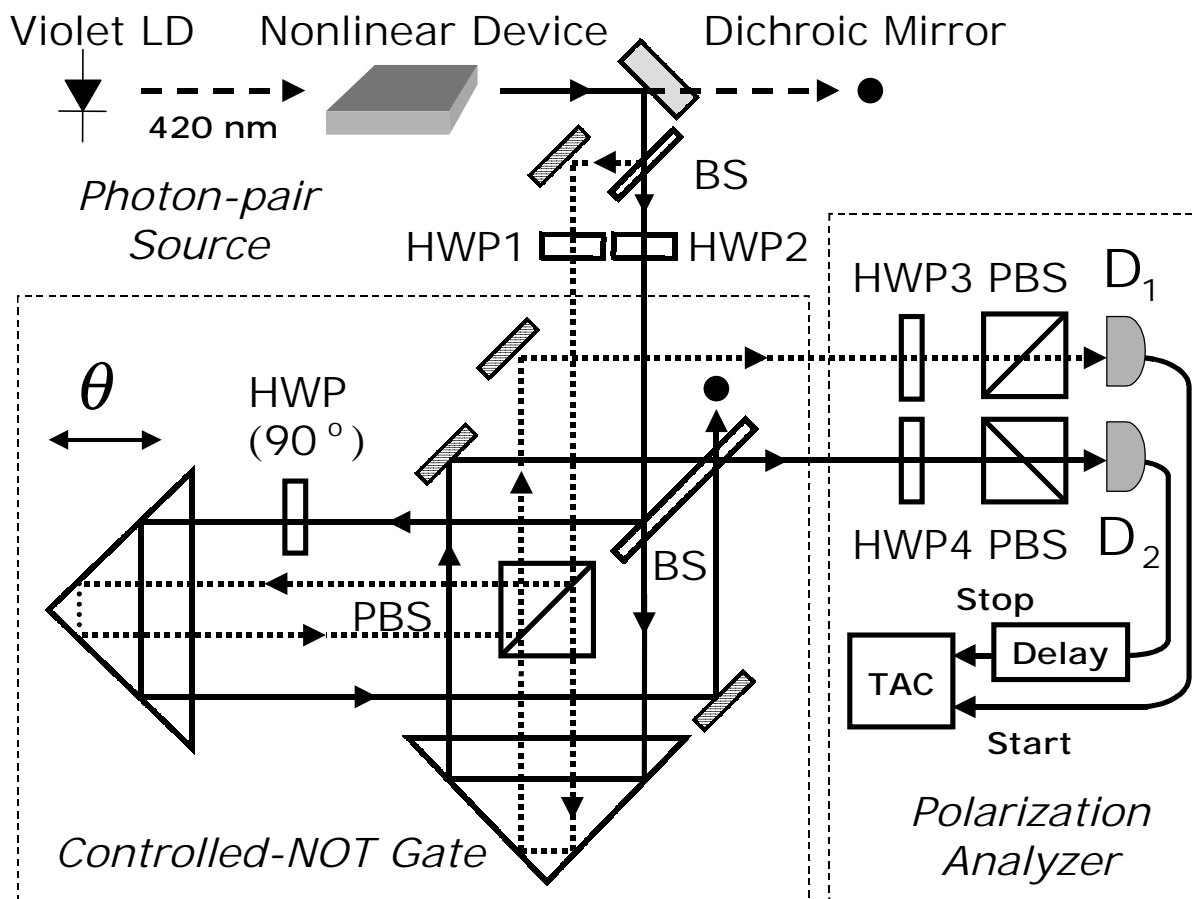 Violet LD
Nonlinear Device
Dichroic Mirror
420 nm
Photon-pair
Source
BS
HWP1
HWP2
HWP3 PBS
D1
θ
HWP
(90 °)
HWP4 PBS
D2
BS
PBS
Stop
Delay
TAC
Start
Controlled-NOT Gate
Polarization
Analyzer